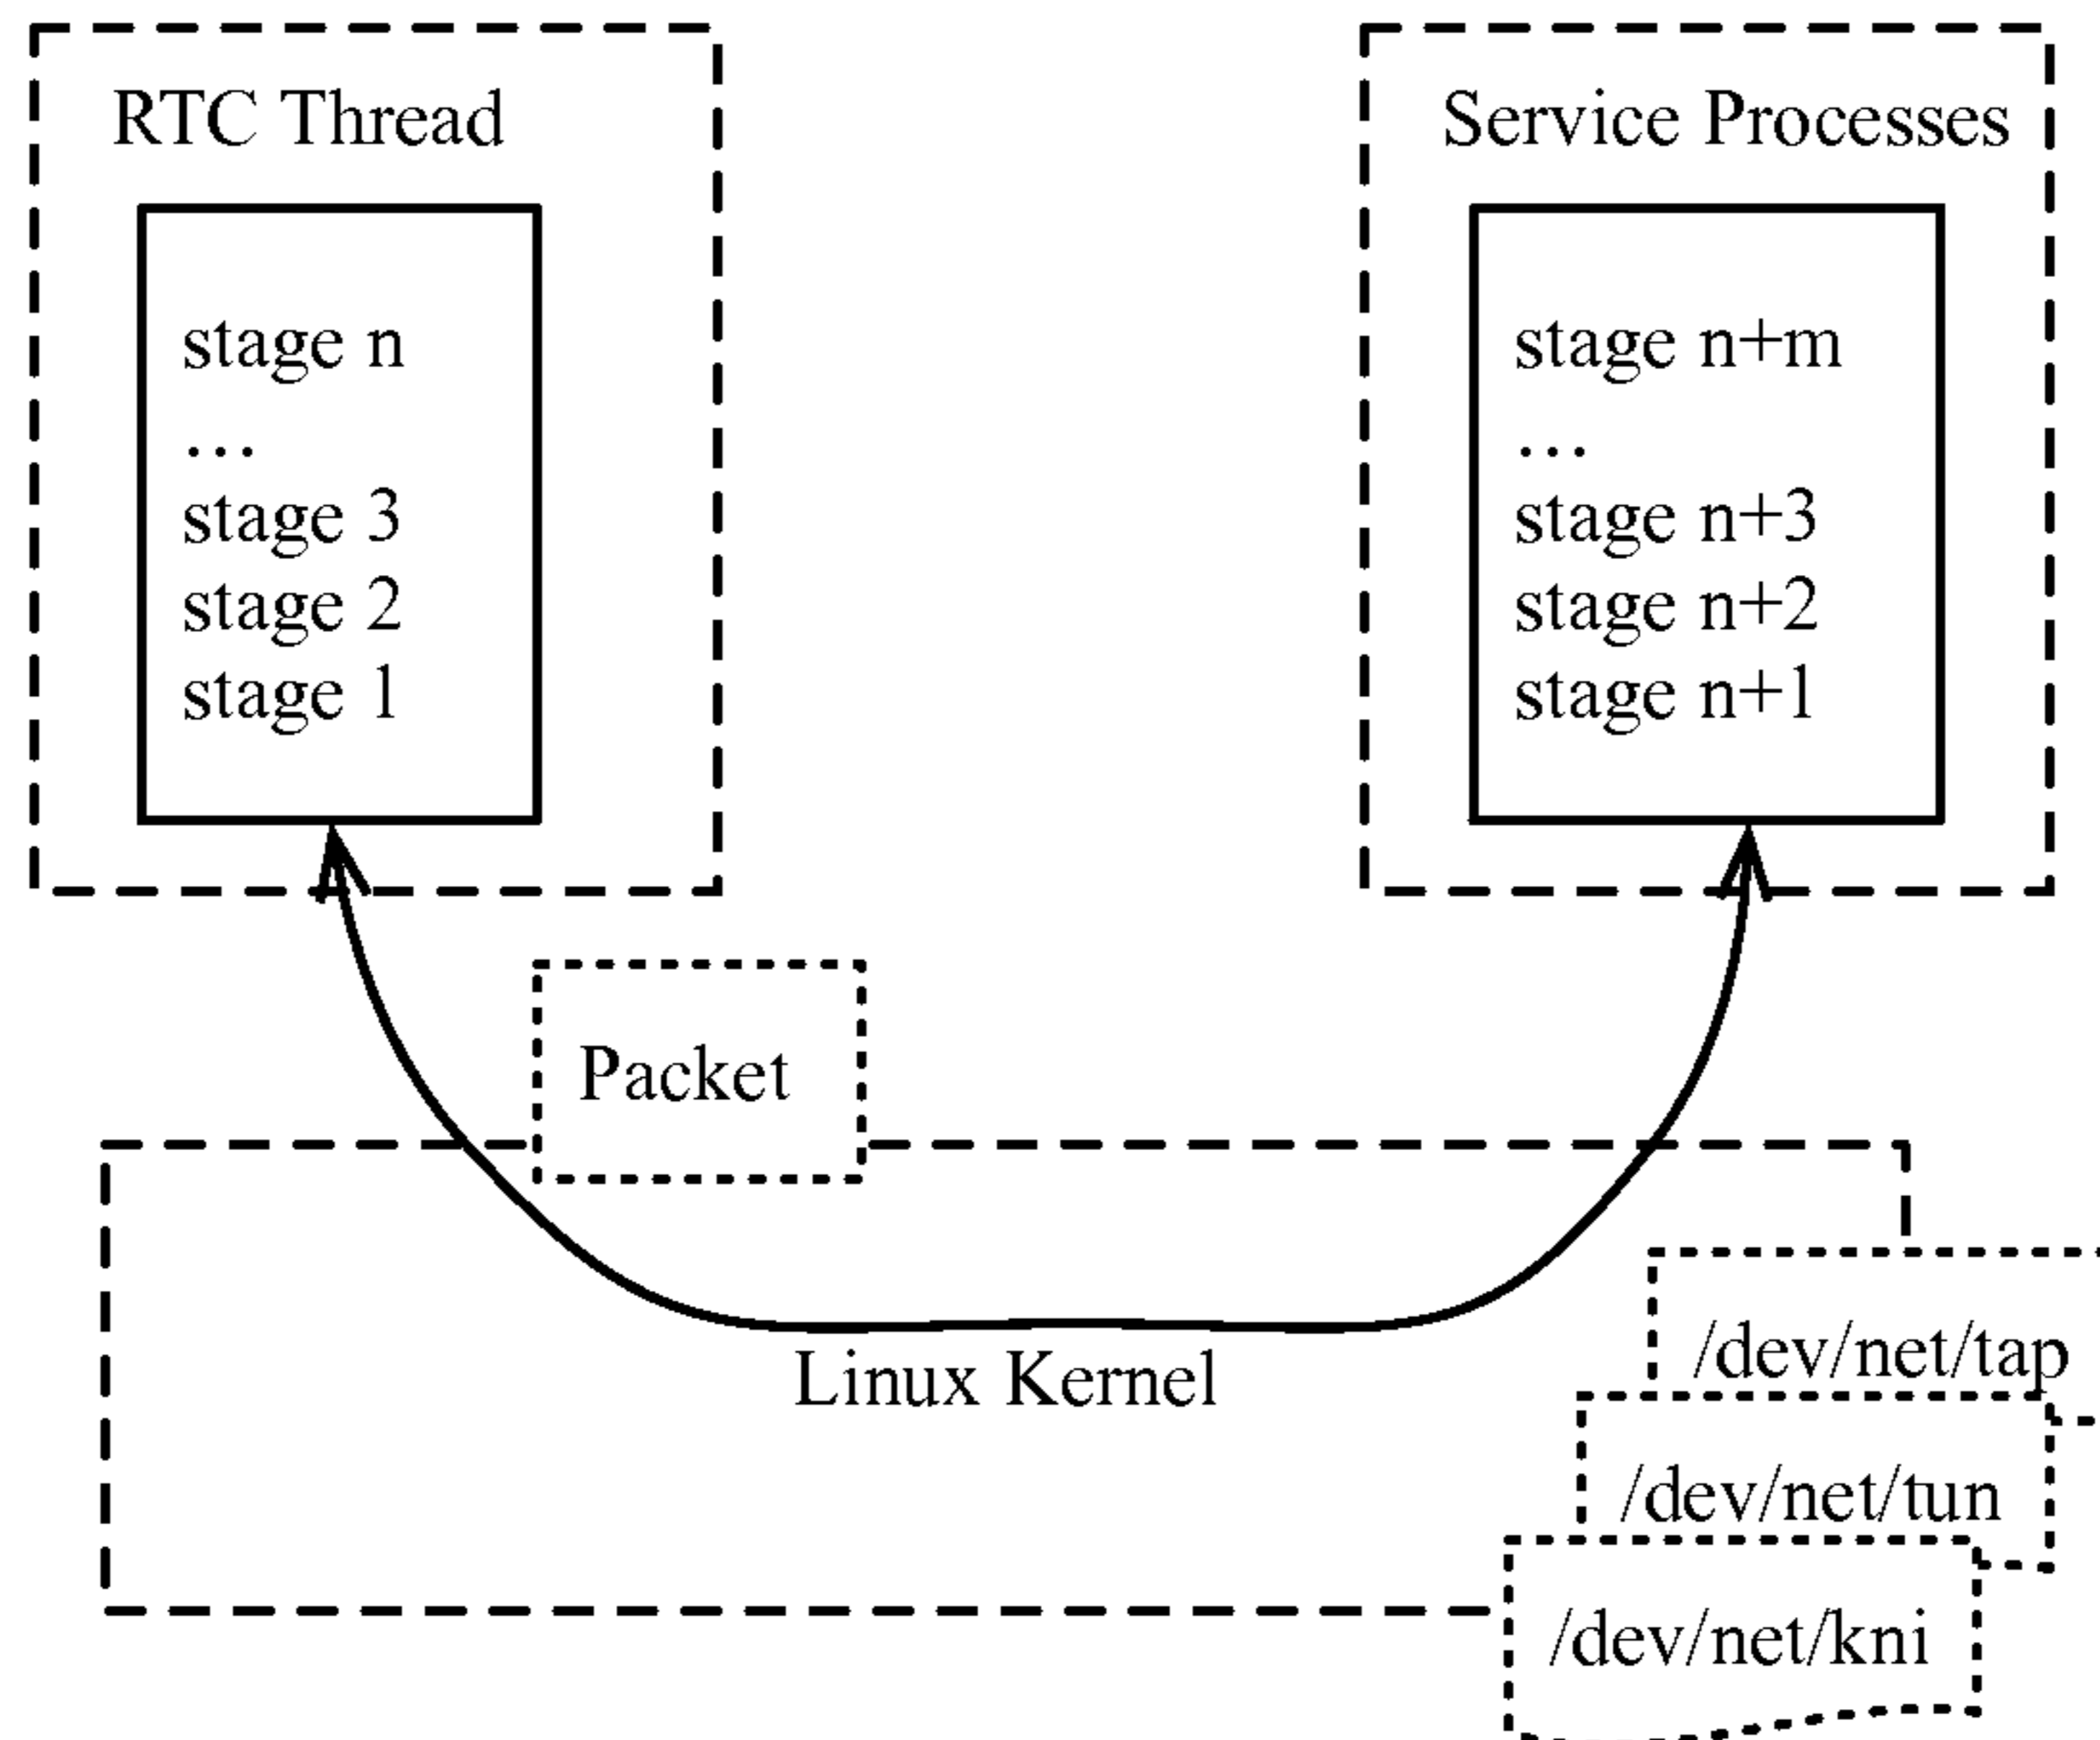 RTC Thread
stage n
...
stage 3
stage 2
stage 1
Service Processes
stage n+m
...
stage n+3
stage n+2
stage n+1
Packet
Linux Kernel
/dev/net/tap
/dev/net/tun
/dev/net/kni